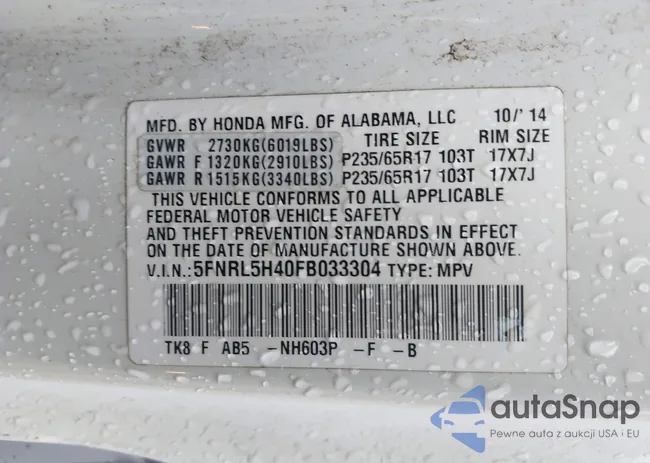 MFD. BY HONDA MFG. OF ALABAMA, LLC 10/'14
GVWR 2730KG(6019LBS) TIRE SIZE RIM SIZE
GAWR F 1320KG(2910LBS) P235/65R17 103T 17X7J
GAWR R 1515KG(3340LBS) P235/65R17 103T 17X7J
THIS VEHICLE CONFORMS TO ALL APPLICABLE
FEDERAL MOTOR VEHICLE SAFETY
AND THEFT PREVENTION STANDARDS IN EFFECT
ON THE DATE OF MANUFACTURE SHOWN ABOVE.
V.I.N.:5FNRL5H40FB033304 TYPE: MPV
TK8 F AB5 -NH603P -F -B
autaSnap
Pewne auta z aukcji USA i EU